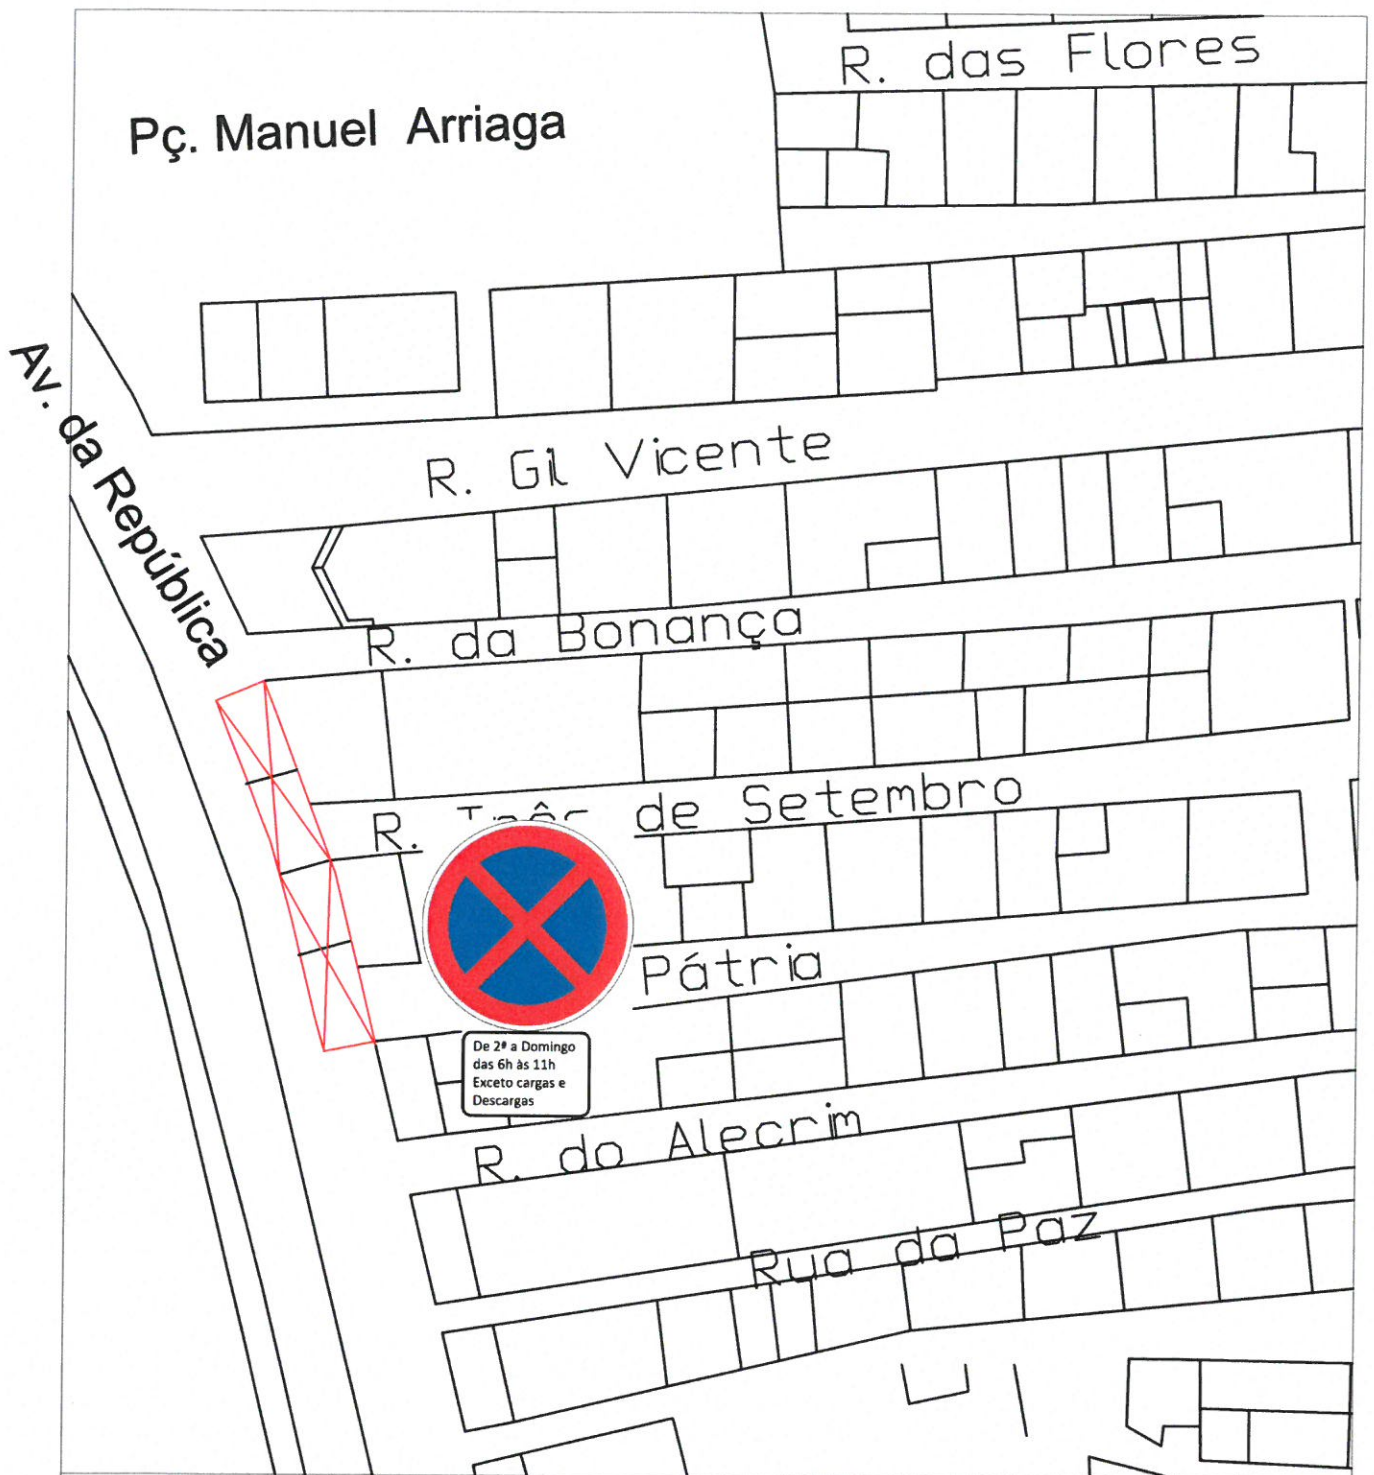 R. das Flores
Pç. Manuel Arriaga
Av. da República
R. Gil Vicente
R. da Bonança
R. de Setembro
Pátria
De 2ª a Domingo
das 6h às 11h
Exceto cargas e
Descargas
R. do Alecrim
Rua da Paz